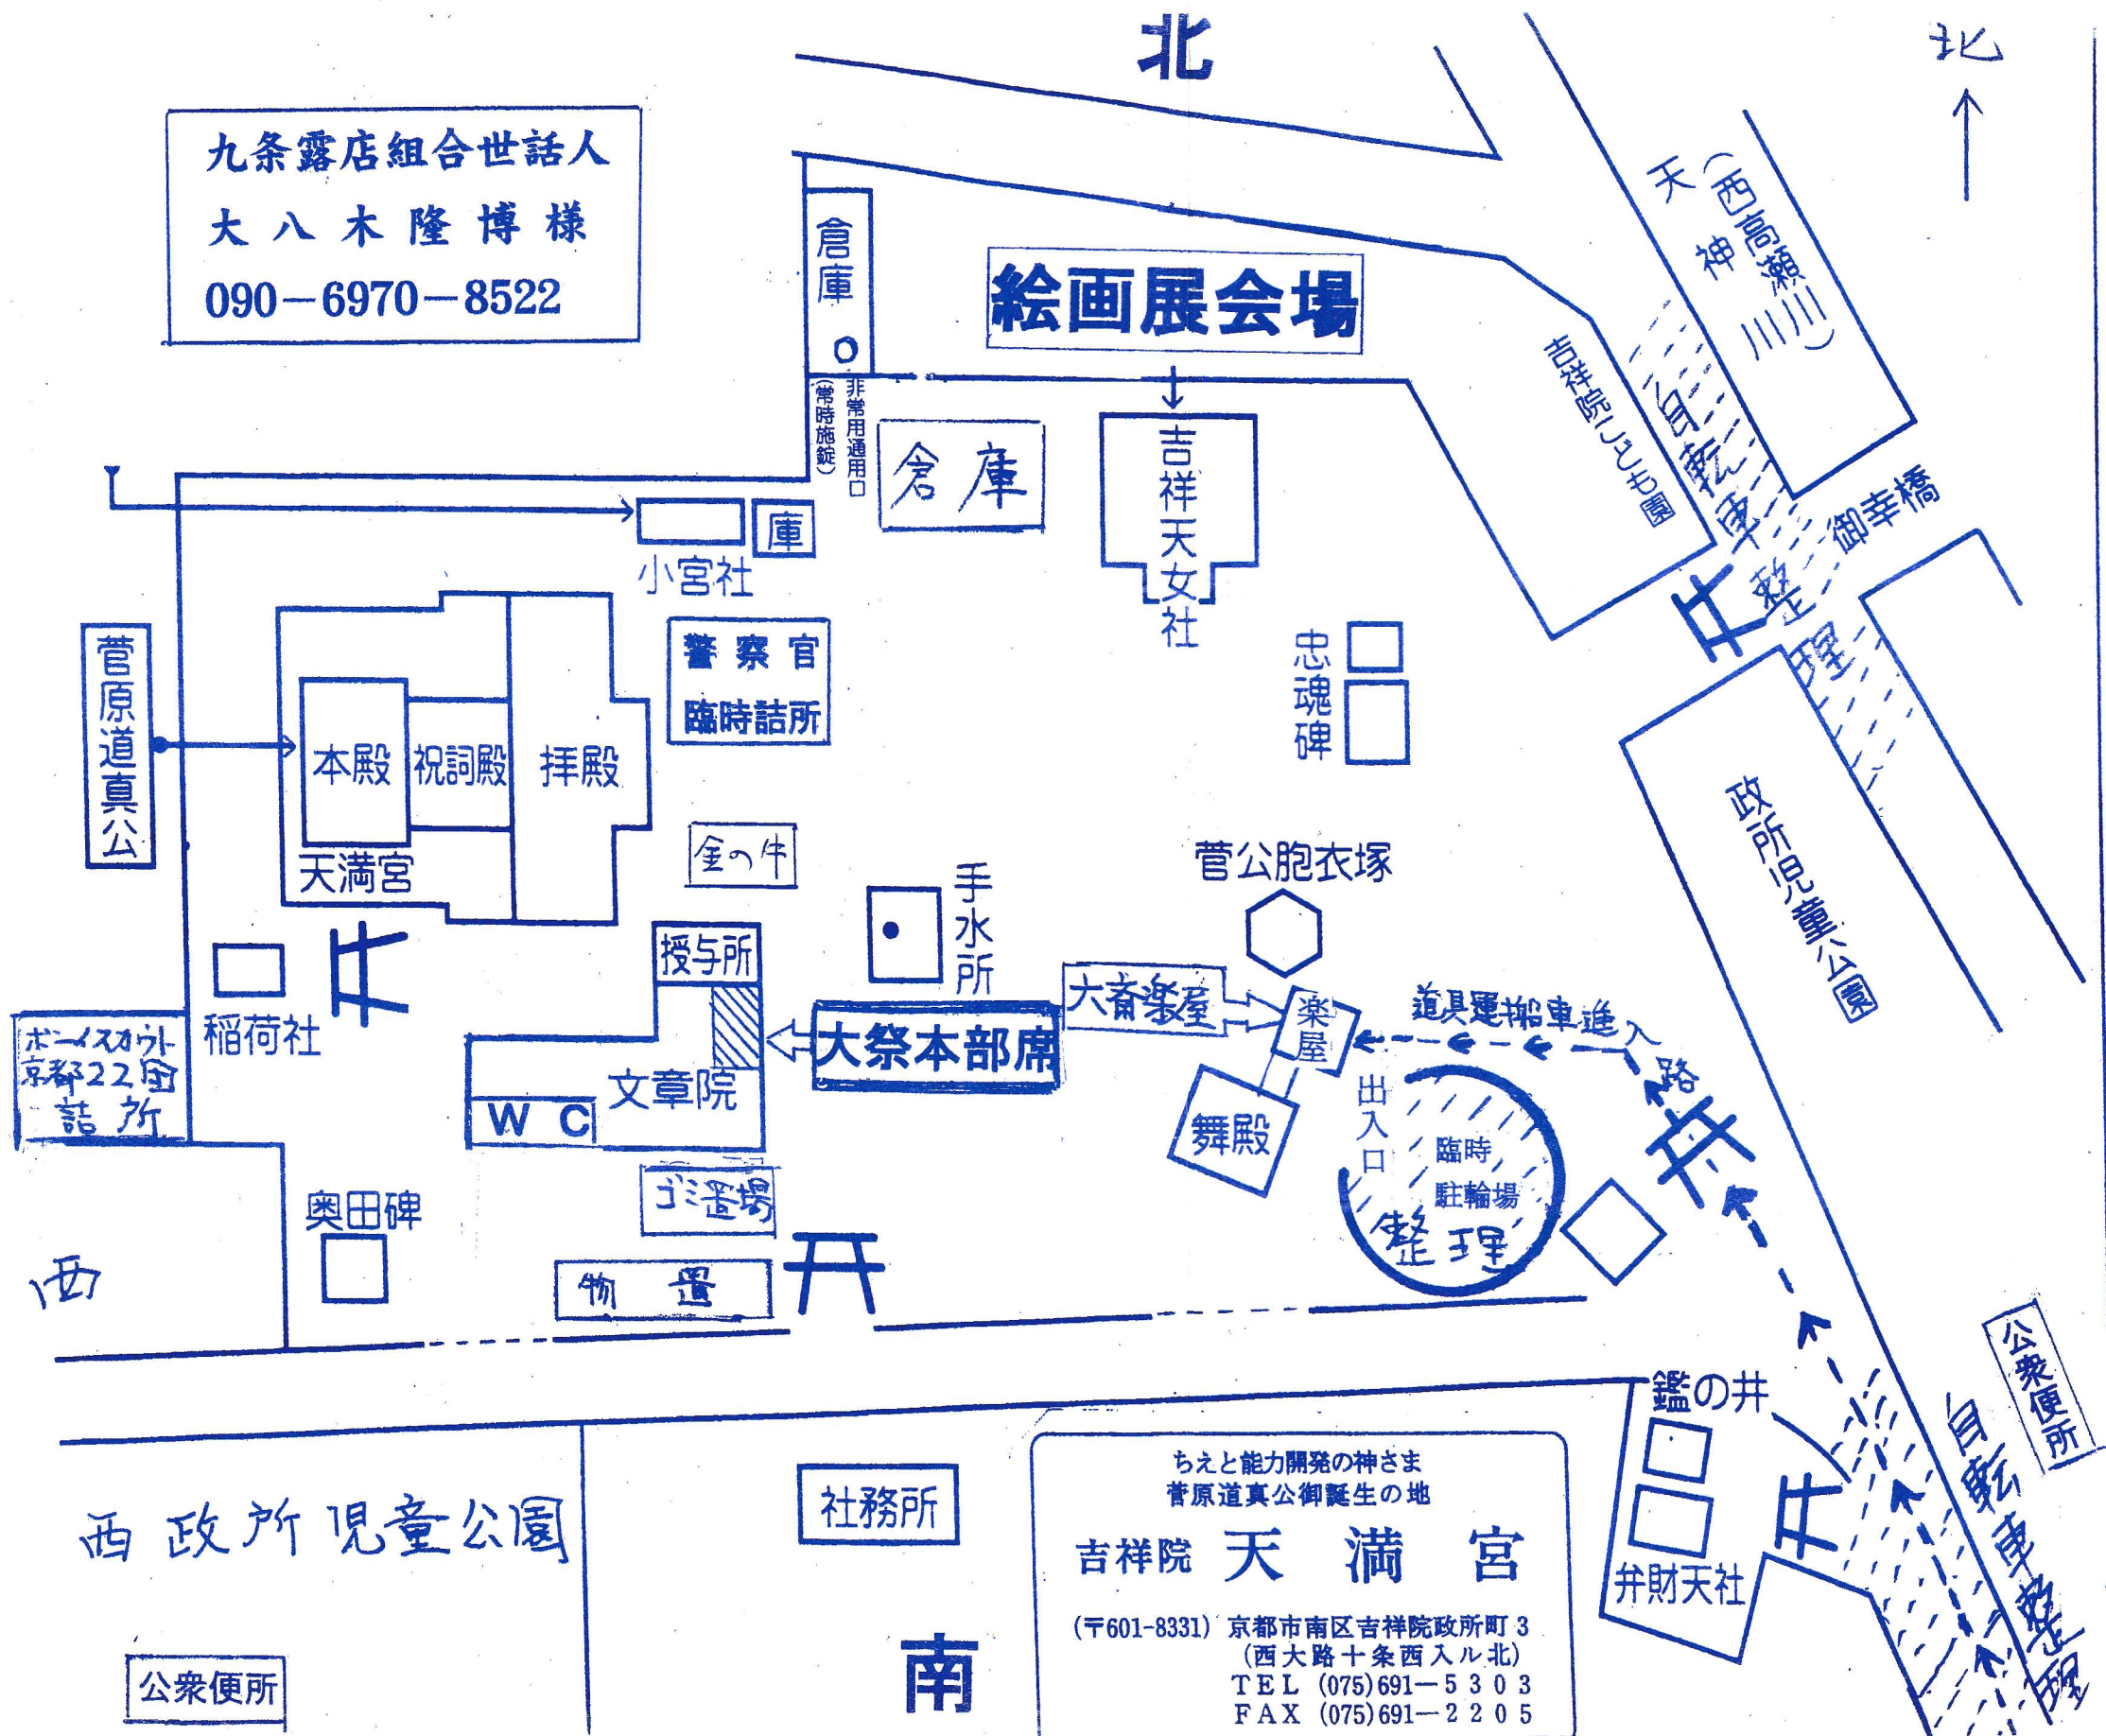 北
北
九条露店組合世話人
大八木隆博様
090-6970-8522
倉庫
絵画展会場
天神川
(西高瀬川)
吉祥院こども園
自転車整理
御幸橋
非常用通用口
(常時施錠)
倉庫
吉祥天女社
小宮社
庫
警察官
臨時詰所
忠魂碑
菅原道真公
本殿
祝詞殿
拝殿
天満宮
金の牛
手水所
菅公胞衣塚
政所児童公園
授与所
稲荷社
ボーイスカウト
京都22団
詰所
文章院
WC
大祭本部席
六斎楽屋
楽屋
舞殿
道具運搬車進入路
出入口
臨時
駐輪場
整理
奥田碑
ゴミ置場
物置
西
鑑の井
弁財天社
公衆便所
自転車整理
西政所児童公園
公衆便所
社務所
南
ちえと能力開発の神さま
菅原道真公御誕生の地
吉祥院 天満宮
(〒601-8331) 京都市南区吉祥院政所町3
(西大路十条西入ル北)
TEL (075)691-5303
FAX (075)691-2205